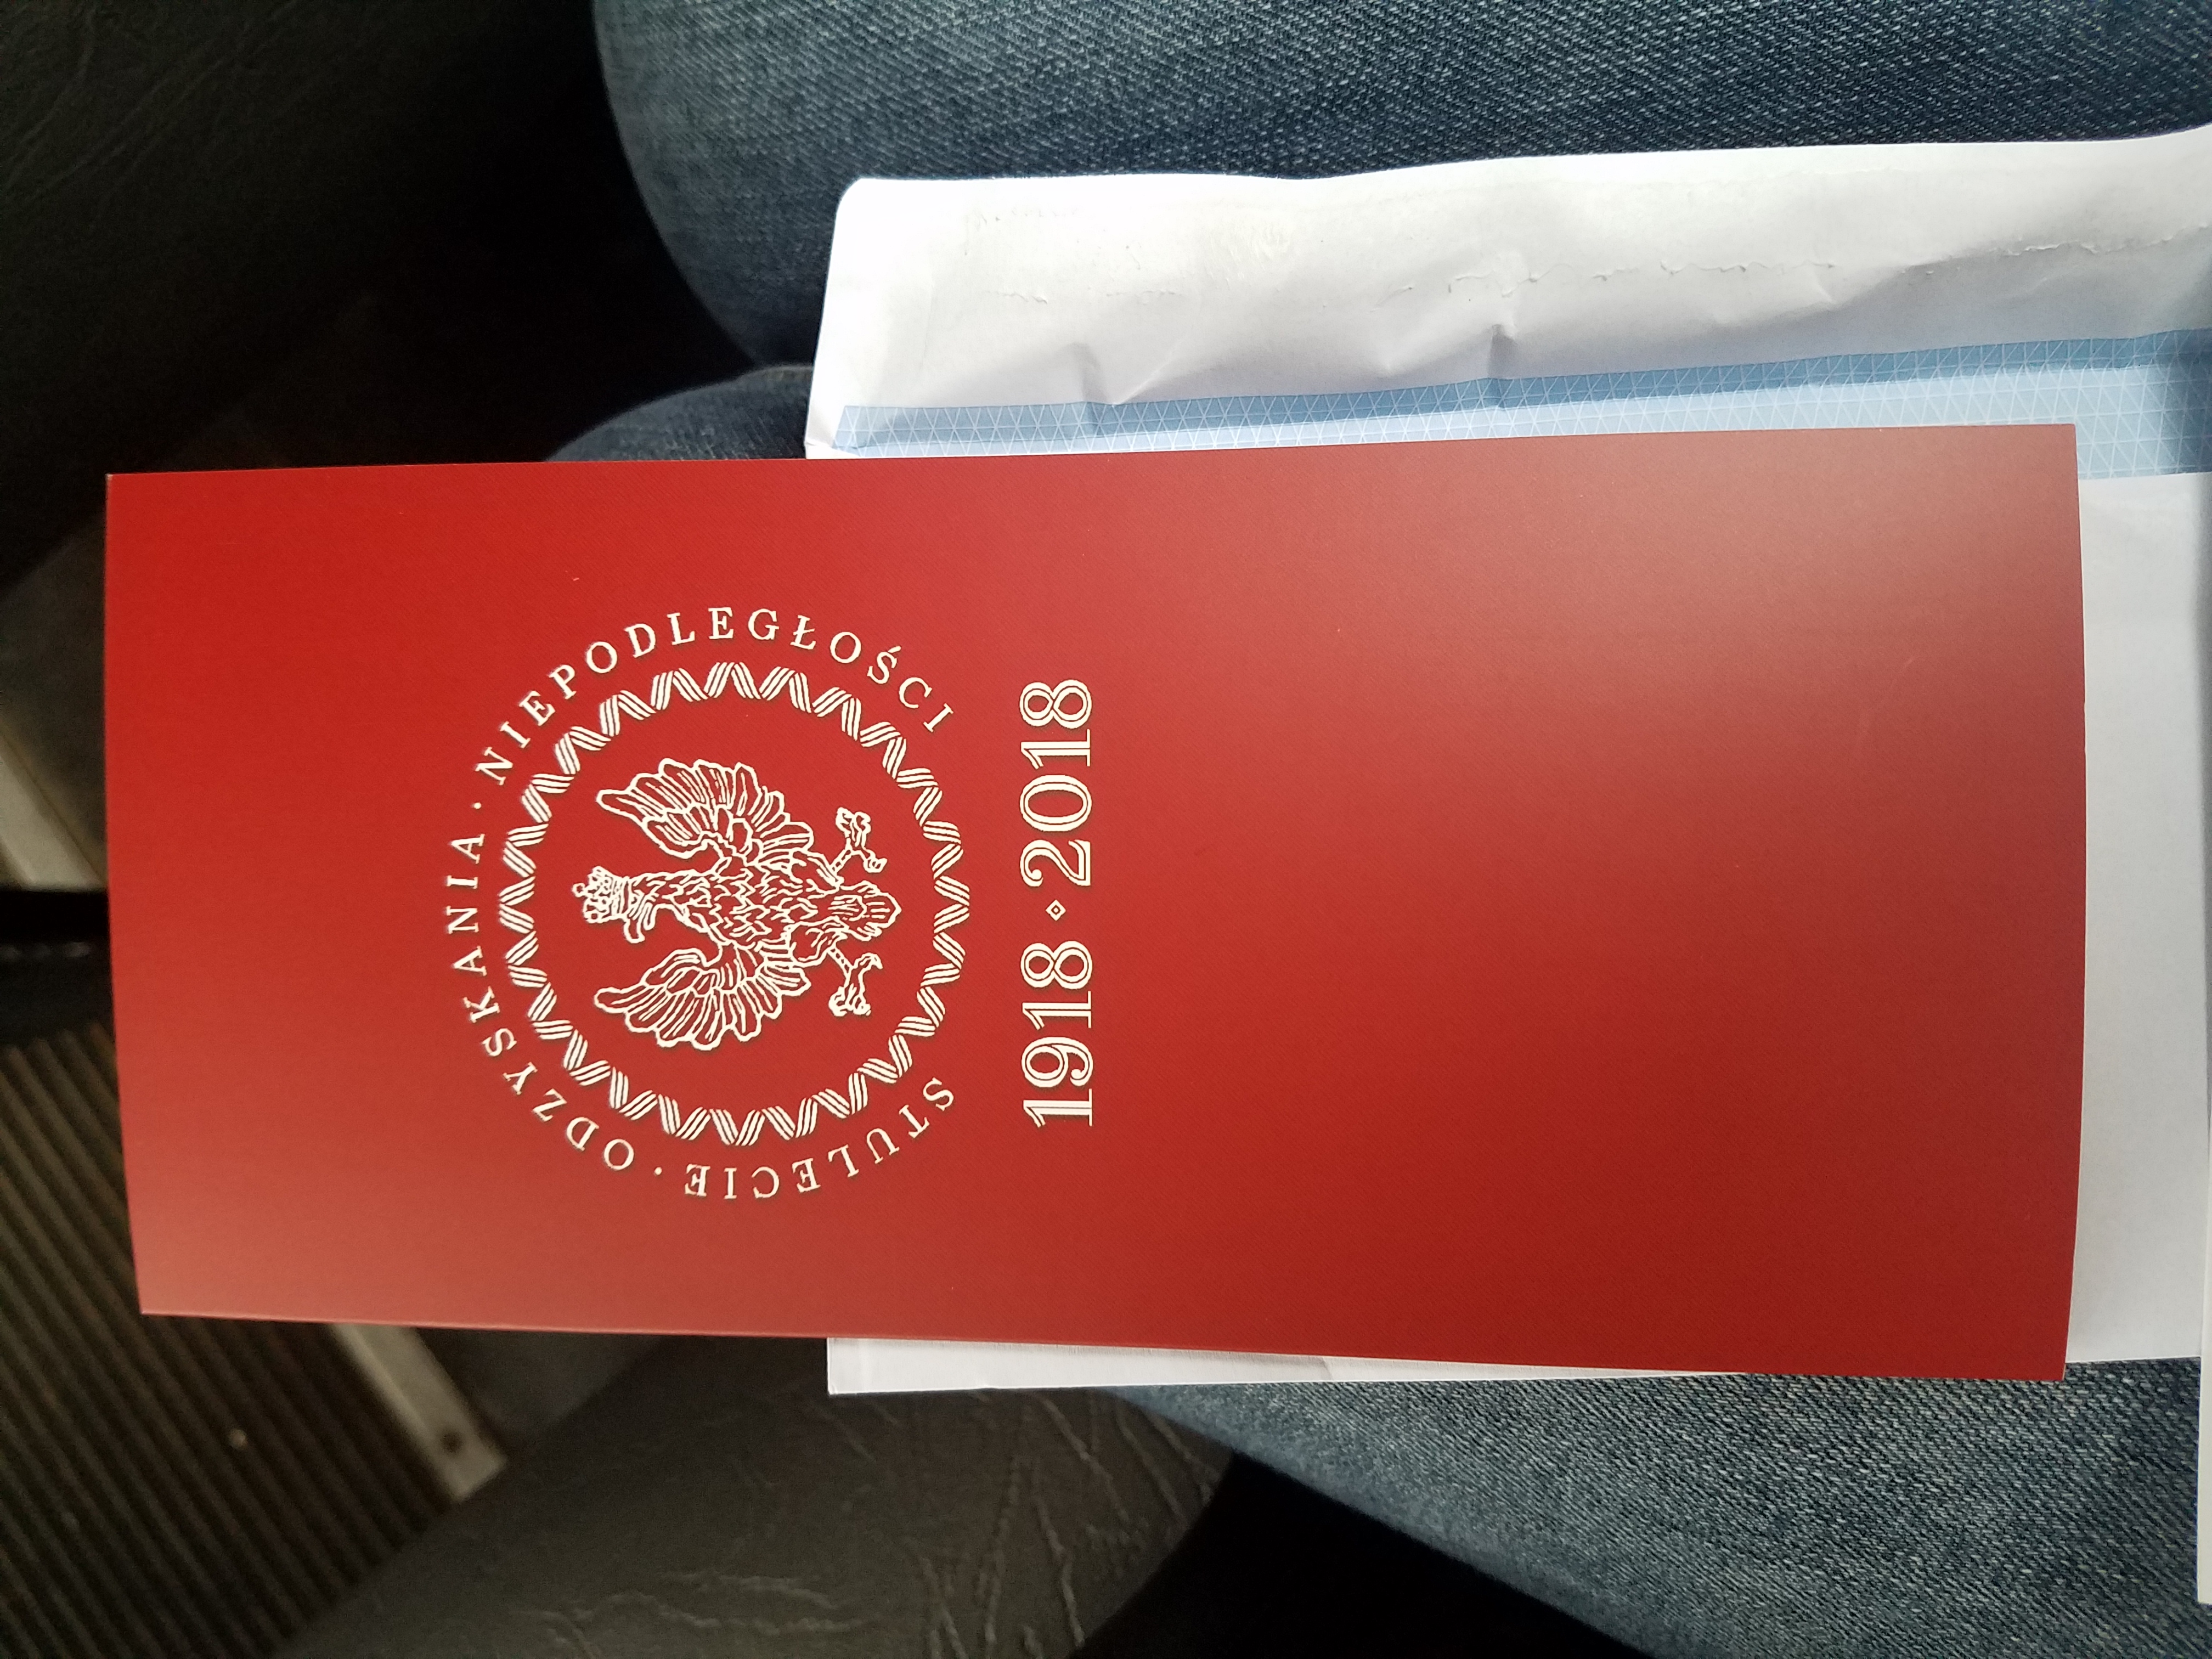 STULECIE · ODZYSKANIA · NIEPODLEGŁOŚCI
1918 ⋄ 2018